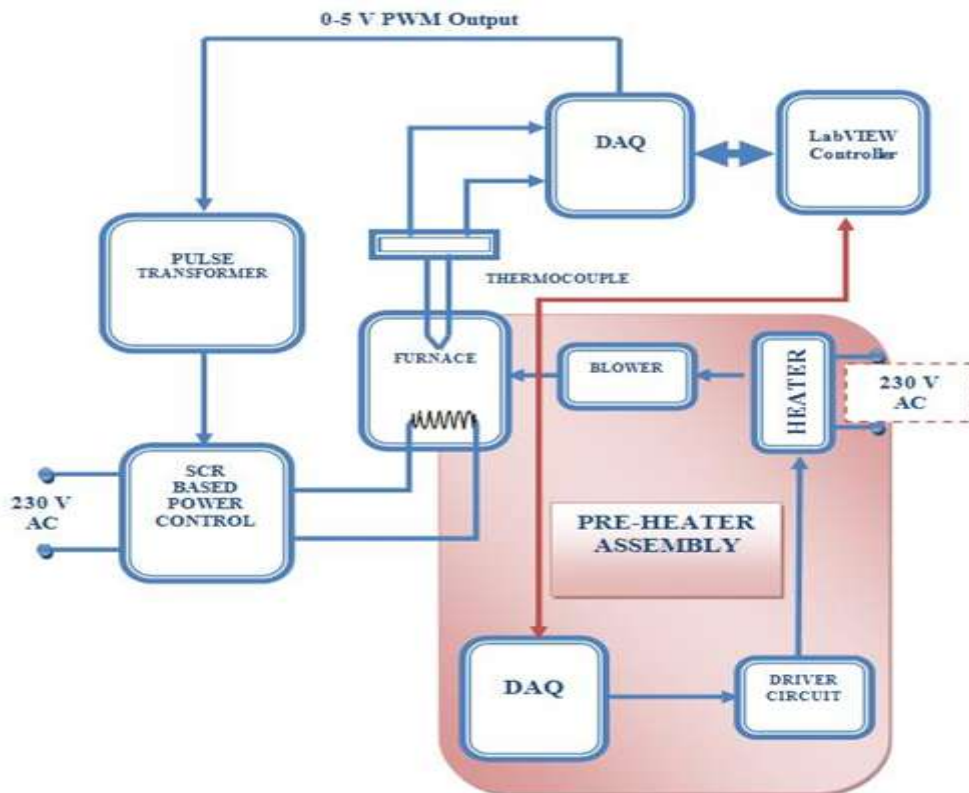 0-5 V PWM Output
DAQ
LabVIEW
Controller
PULSE
TRANSFORMER
THERMOCOUPLE
FURNACE
BLOWER
HEATER
230 V
AC
SCR
BASED
POWER
CONTROL
230 V
AC
PRE-HEATER
ASSEMBLY
DAQ
DRIVER
CIRCUIT